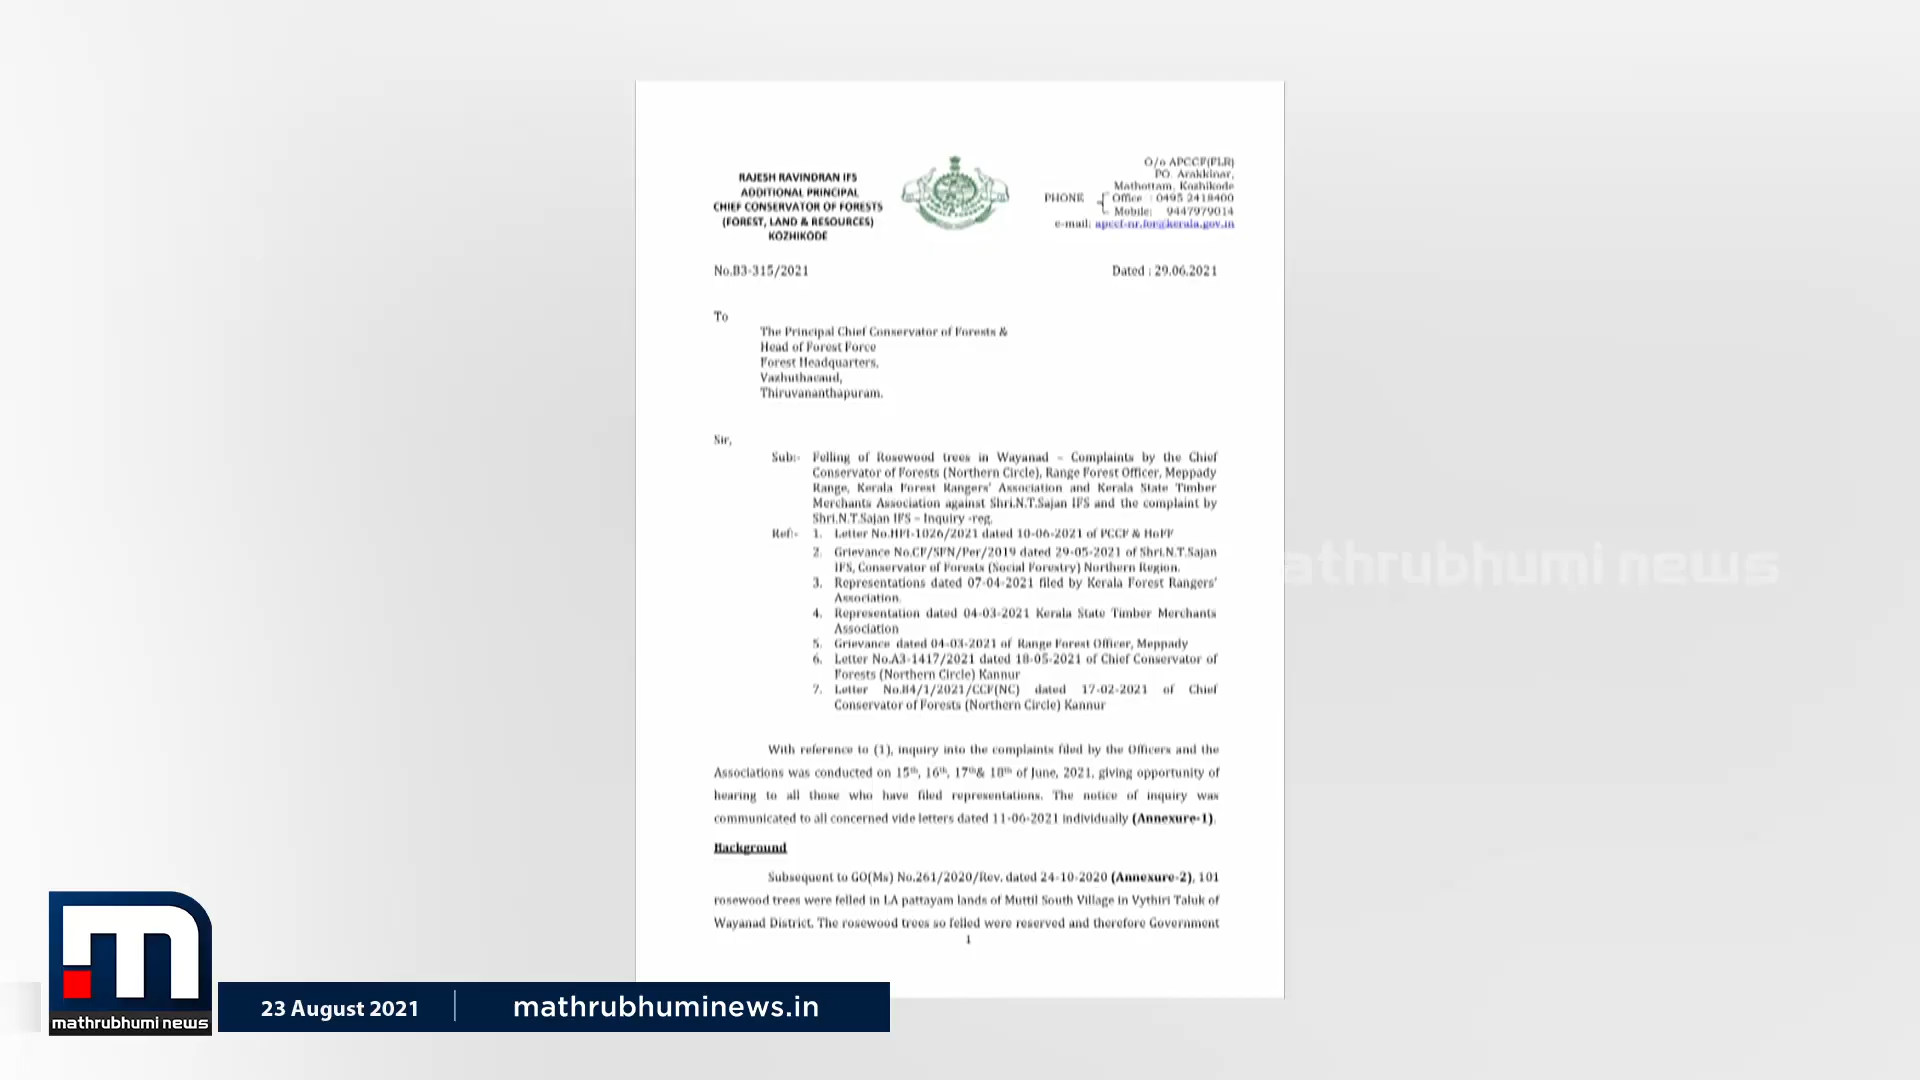 RAJESH RAVINDRAN IFS
ADDITIONAL PRINCIPAL
CHIEF CONSERVATOR OF FORESTS
(FOREST, LAND & RESOURCES)
KOZHIKODE
O/o APCCF(FLR)
PO. Arakkinar,
Mathottam, Kozhikode
PHONE
Office : 0495 2418400
Mobile: 9447979014
e-mail: apccf-nr.for@kerala.gov.in
No.B3-315/2021
Dated : 29.06.2021
To
The Principal Chief Conservator of Forests &
Head of Forest Force
Forest Headquarters,
Vazhuthacaud,
Thiruvananthapuram.
Sir,
Sub:- Felling of Rosewood trees in Wayanad – Complaints by the Chief
Conservator of Forests (Northern Circle), Range Forest Officer, Meppady
Range, Kerala Forest Rangers' Association and Kerala State Timber
Merchants Association against Shri.N.T.Sajan IFS and the complaint by
Shri.N.T.Sajan IFS – Inquiry -reg.
Ref:- 1. Letter No.HFF-1026/2021 dated 10-06-2021 of PCCF & HoFF
2. Grievance No.CF/SFN/Per/2019 dated 29-05-2021 of Shri.N.T.Sajan
IFS, Conservator of Forests (Social Forestry) Northern Region.
3. Representations dated 07-04-2021 filed by Kerala Forest Rangers'
Association.
4. Representation dated 04-03-2021 Kerala State Timber Merchants
Association
5. Grievance dated 04-03-2021 of Range Forest Officer, Meppady
6. Letter No.A3-1417/2021 dated 18-05-2021 of Chief Conservator of
Forests (Northern Circle) Kannur
7. Letter No.H4/1/2021/CCF(NC) dated 17-02-2021 of Chief
Conservator of Forests (Northern Circle) Kannur
With reference to (1), inquiry into the complaints filed by the Officers and the
Associations was conducted on 15th, 16th, 17th& 18th of June, 2021, giving opportunity of
hearing to all those who have filed representations. The notice of inquiry was
communicated to all concerned vide letters dated 11-06-2021 individually (Annexure-1).
Background
Subsequent to GO(Ms) No.261/2020/Rev. dated 24-10-2020 (Annexure-2), 101
rosewood trees were felled in LA pattayam lands of Muttil South Village in Vythiri Taluk of
Wayanad District. The rosewood trees so felled were reserved and therefore Government
1
mathrubhumi news
mathrubhumi news
23 August 2021
mathrubhuminews.in